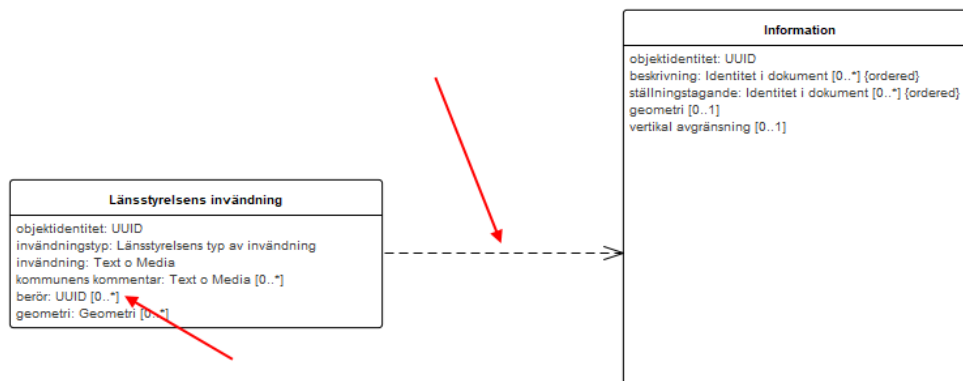 Information
objektidentitet: UUID
beskrivning: Identitet i dokument [0..*] {ordered}
ställningstagande: Identitet i dokument [0..*] {ordered}
geometri [0..1]
vertikal avgränsning [0..1]
Länsstyrelsens invändning
objektidentitet: UUID
invändningstyp: Länsstyrelsens typ av invändning
invändning: Text o Media
kommunens kommentar: Text o Media [0..*]
berör: UUID [0..*]
geometri: Geometri [0..*]